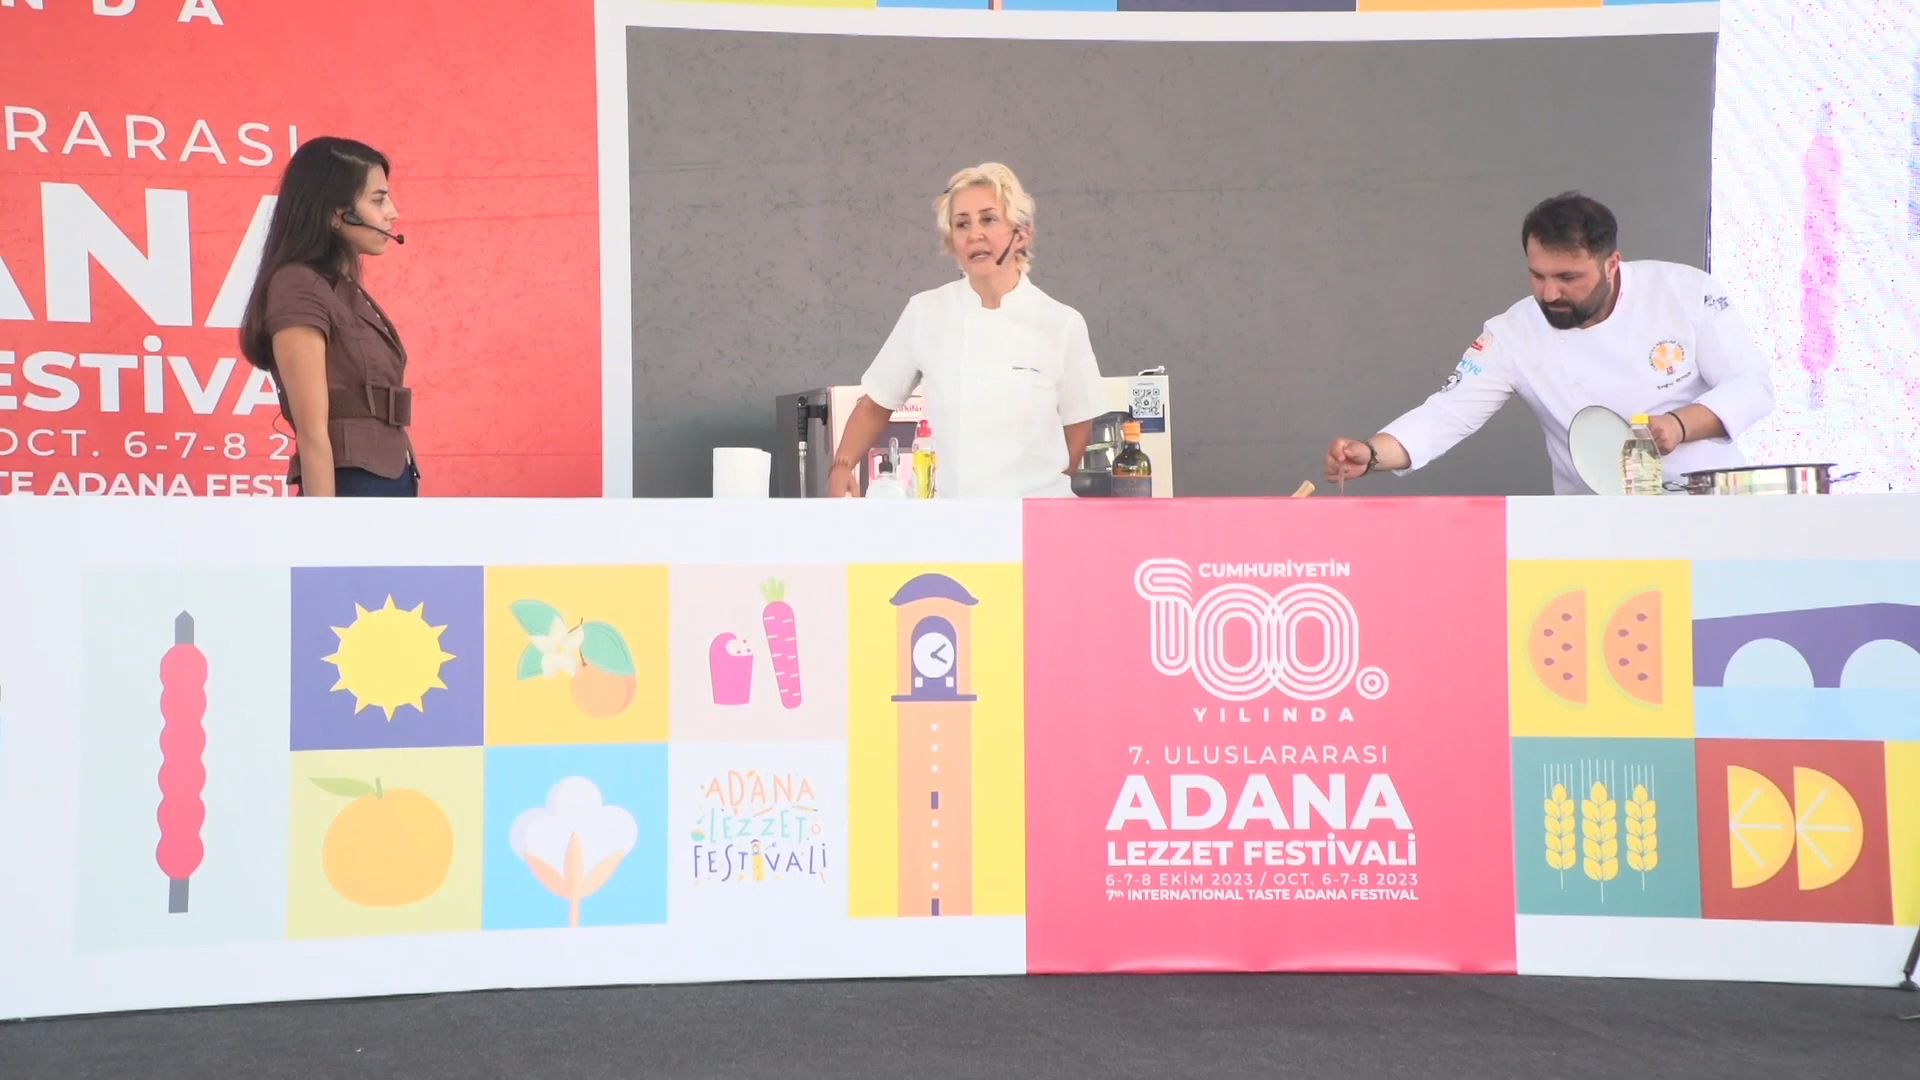 NDA
RARASI
ANA
ESTİVA
OCT. 6-7-8 2
TE ADANA FEST
CUMHURİYETİN
100.
YILINDA
7. ULUSLARARASI
ADANA
LEZZET FESTİVALİ
6-7-8 EKİM 2023 / OCT. 6-7-8 2023
7th INTERNATIONAL TASTE ADANA FESTIVAL
ADANA
LEZZET
FESTİVALİ